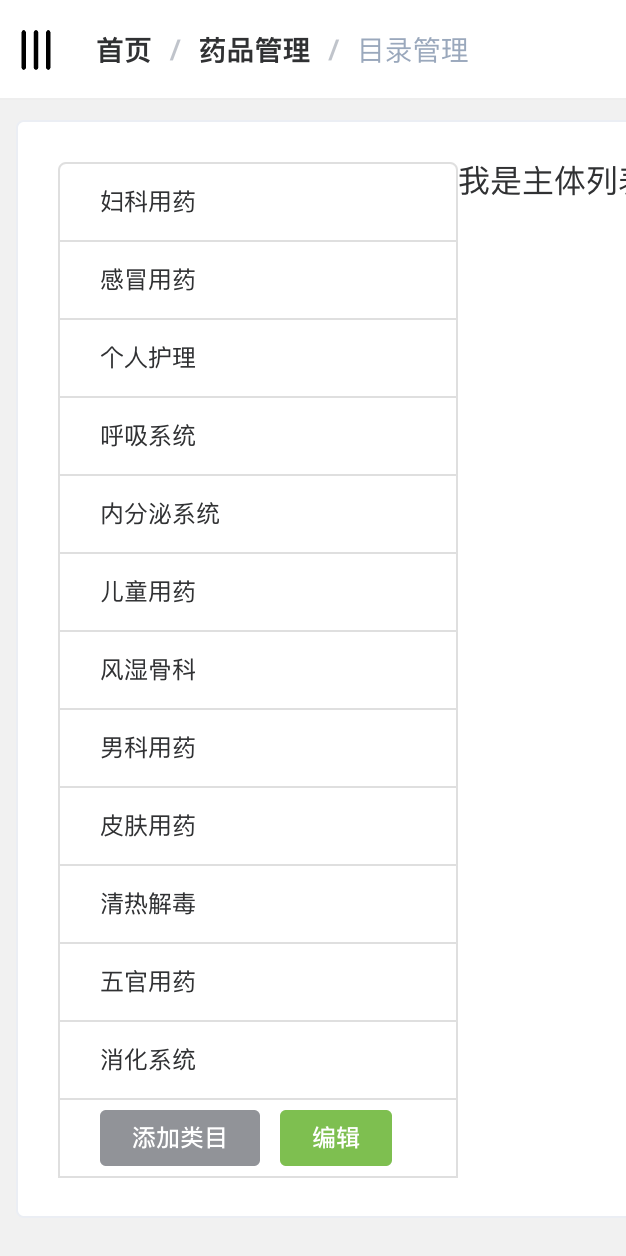 首页 / 药品管理 / 目录管理
我是主体列
妇科用药
感冒用药
个人护理
呼吸系统
内分泌系统
儿童用药
风湿骨科
男科用药
皮肤用药
清热解毒
五官用药
消化系统
添加类目 编辑